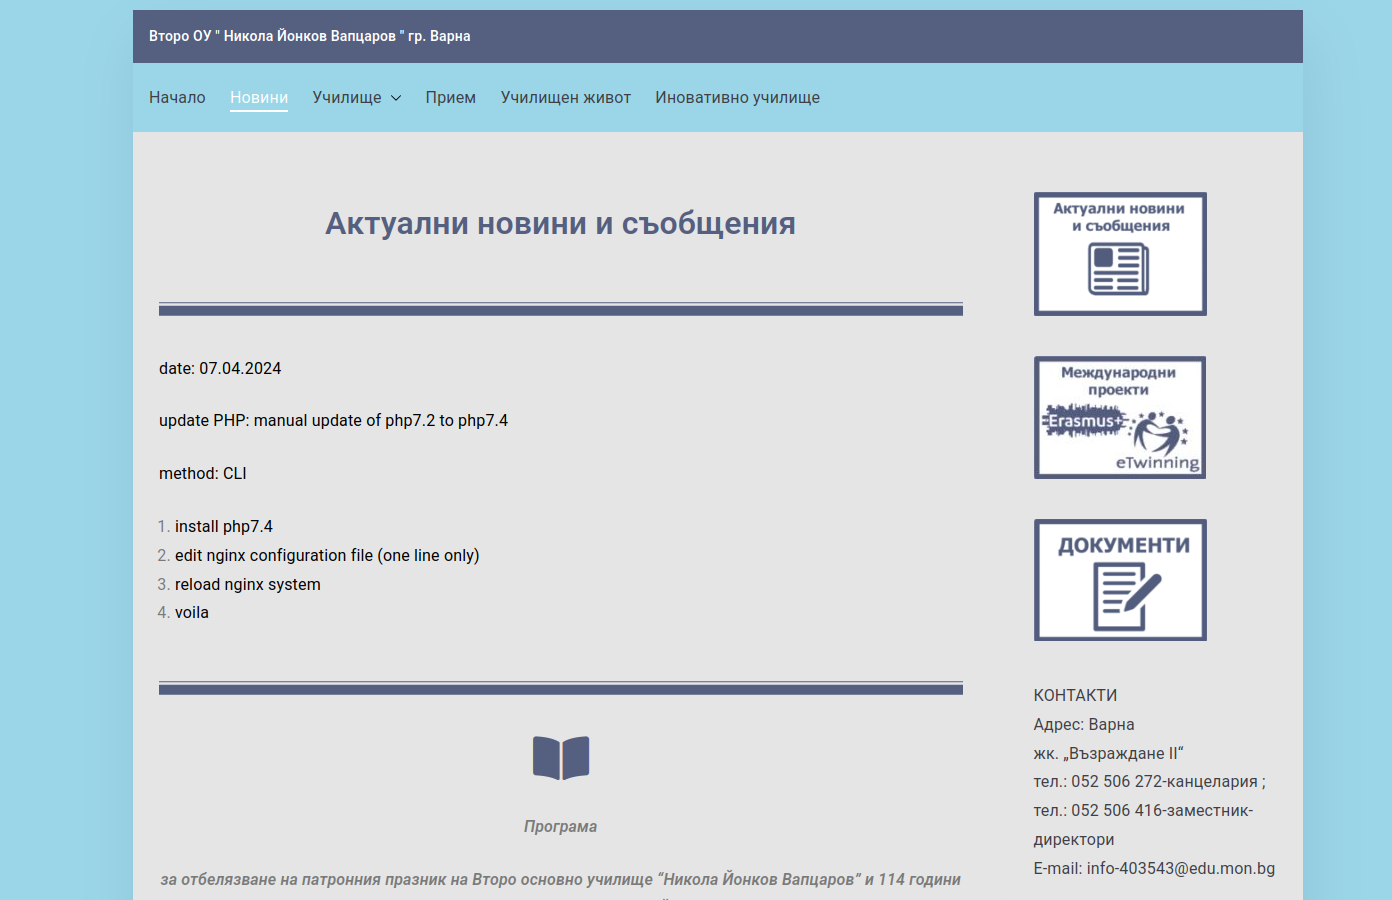 Второ ОУ " Никола Йонков Вапцаров " гр. Варна
Начало Новини Училище Прием Училищен живот Иновативно училище
Актуални новини и съобщения
date: 07.04.2024
update PHP: manual update of php7.2 to php7.4
method: CLI
1. install php7.4
2. edit nginx configuration file (one line only)
3. reload nginx system
4. voila
Програма
за отбелязване на патронния празник на Второ основно училище “Никола Йонков Вапцаров” и 114 години
Актуални новини
и съобщения
Международни
проекти
Erasmus+
eTwinning
ДОКУМЕНТИ
КОНТАКТИ
Адрес: Варна
жк. „Възраждане II“
тел.: 052 506 272-канцелария ;
тел.: 052 506 416-заместник-
директори
E-mail: info-403543@edu.mon.bg